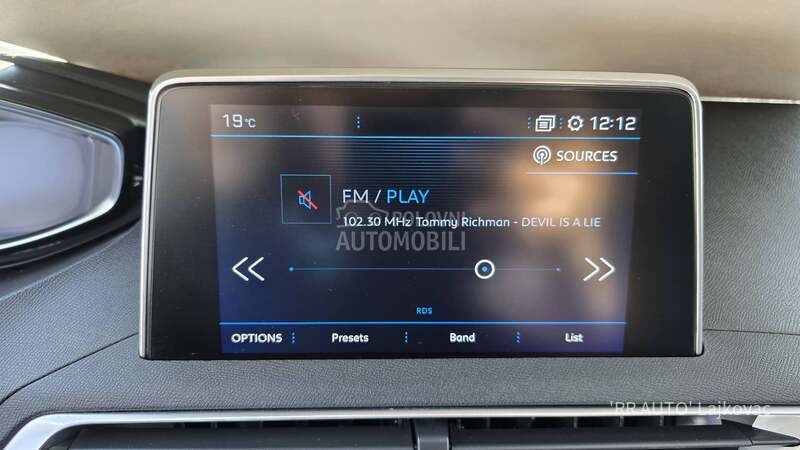 19°C
12:12
SOURCES
FM / PLAY
102.30 MHz Tommy Richman - DEVIL IS A LIE
POLOVNI
AUTOMOBILI
RDS
OPTIONS Presets Band List
'RR AUTO' Lajkovac